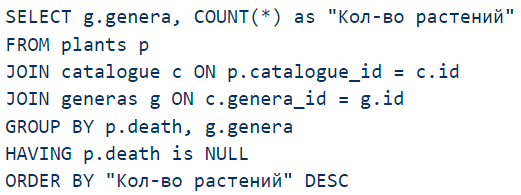 SELECT g.genera, COUNT(*) as "Кол-во растений"
FROM plants p
JOIN catalogue c ON p.catalogue_id = c.id
JOIN generas g ON c.genera_id = g.id
GROUP BY p.death, g.genera
HAVING p.death is NULL
ORDER BY "Кол-во растений" DESC